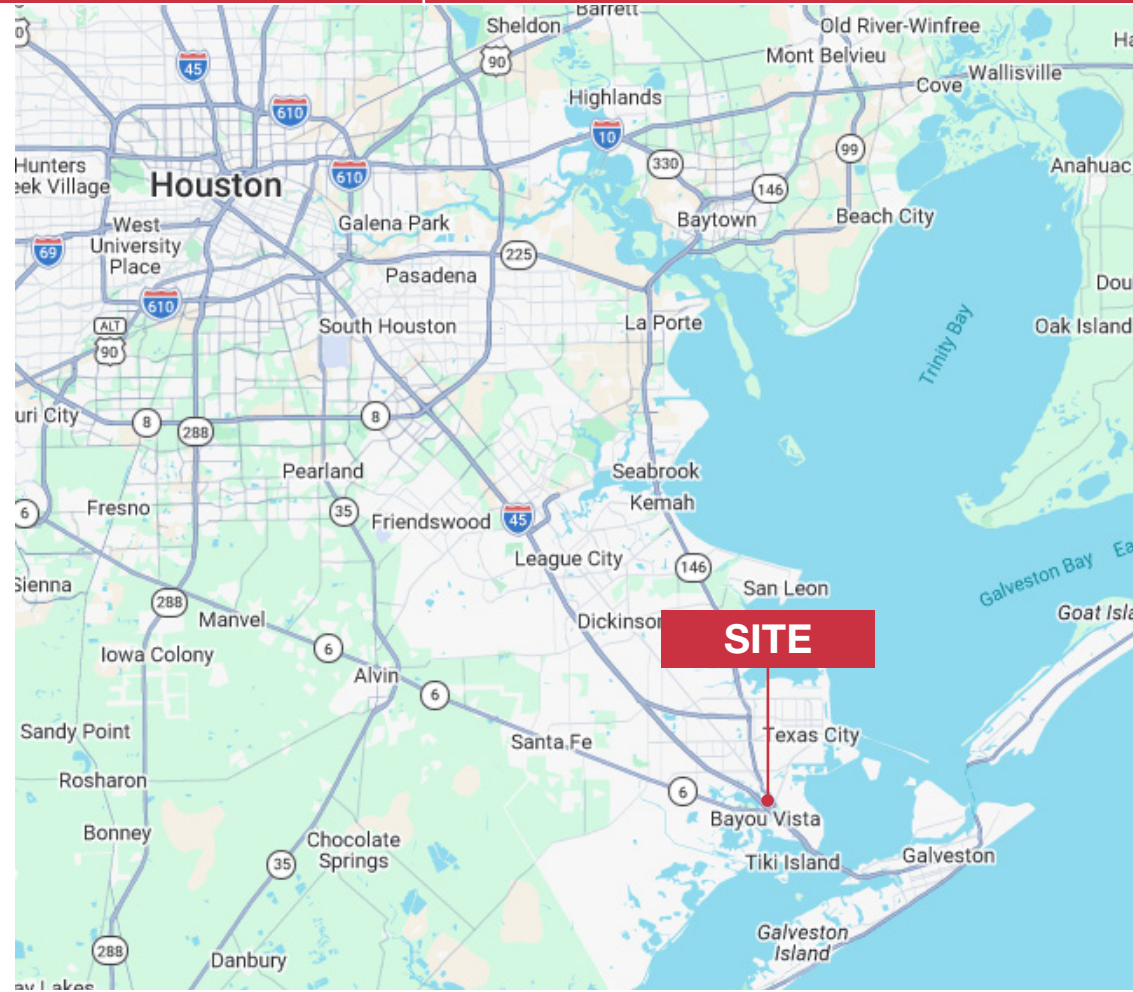 Barrett
Sheldon
Old River-Winfree
90
Mont Belvieu
Ha
45
Wallisville
Cove
Highlands
610
10
99
330
Hunters
eek Village
610
Anahuac
Houston
146
Baytown
Beach City
West
University
Place
Galena Park
69
225
Pasadena
Dou
610
South Houston
La Porte
Oak Island
ALT
90
Trinity Bay
uri City
8
8
288
Pearland
Seabrook
Kemah
6
Fresno
35
Friendswood
45
League City
146
Galveston Bay
Ea
Sienna
San Leon
288
Manvel
Dickinson
Goat Isla
SITE
6
Iowa Colony
Alvin
6
Sandy Point
Santa Fe
Texas City
Rosharon
6
Bayou Vista
Bonney
Chocolate
Springs
35
Tiki Island
Galveston
Galveston
Island
288
Danbury
ay Lakes